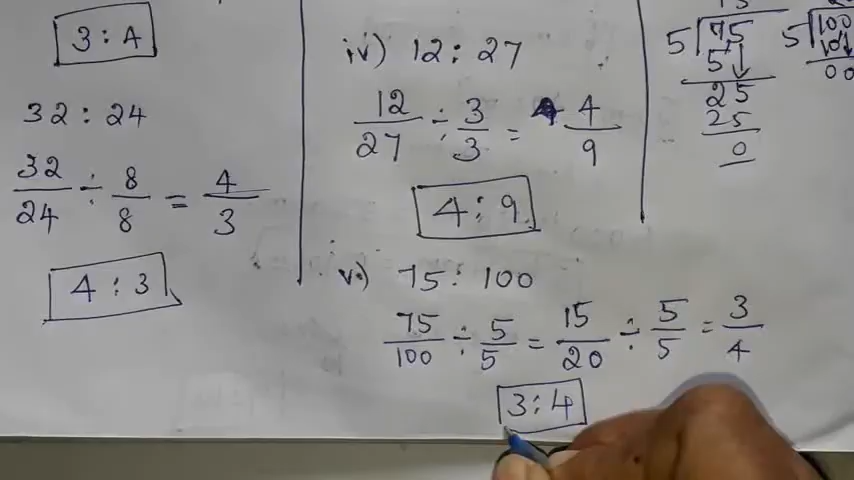 3 : 4
32 : 24
32/24 ÷ 8/8 = 4/3
4 : 3
iv) 12 : 27
12/27 ÷ 3/3 = 4/9
4 : 9
v) 75 : 100
75/100 ÷ 5/5 = 15/20 ÷ 5/5 = 3/4
3 : 4
5 75
5
25
25
0
5 100
10
00